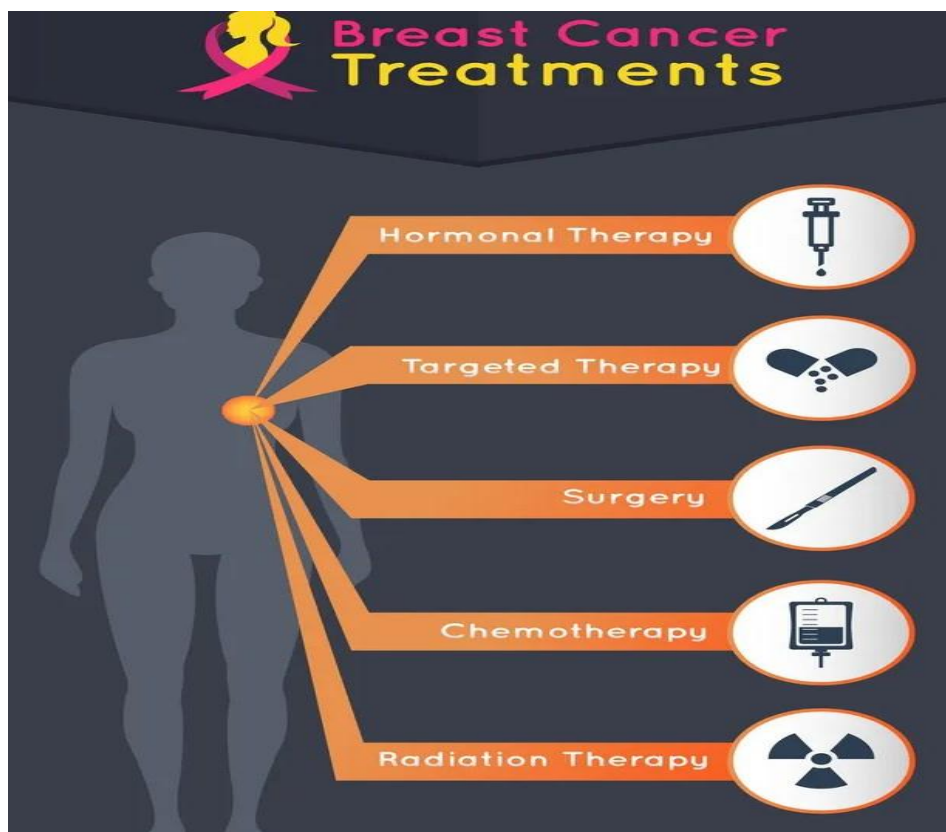 Breast Cancer
Treatments
Hormonal Therapy
Targeted Therapy
Surgery
Chemotherapy
Radiation Therapy